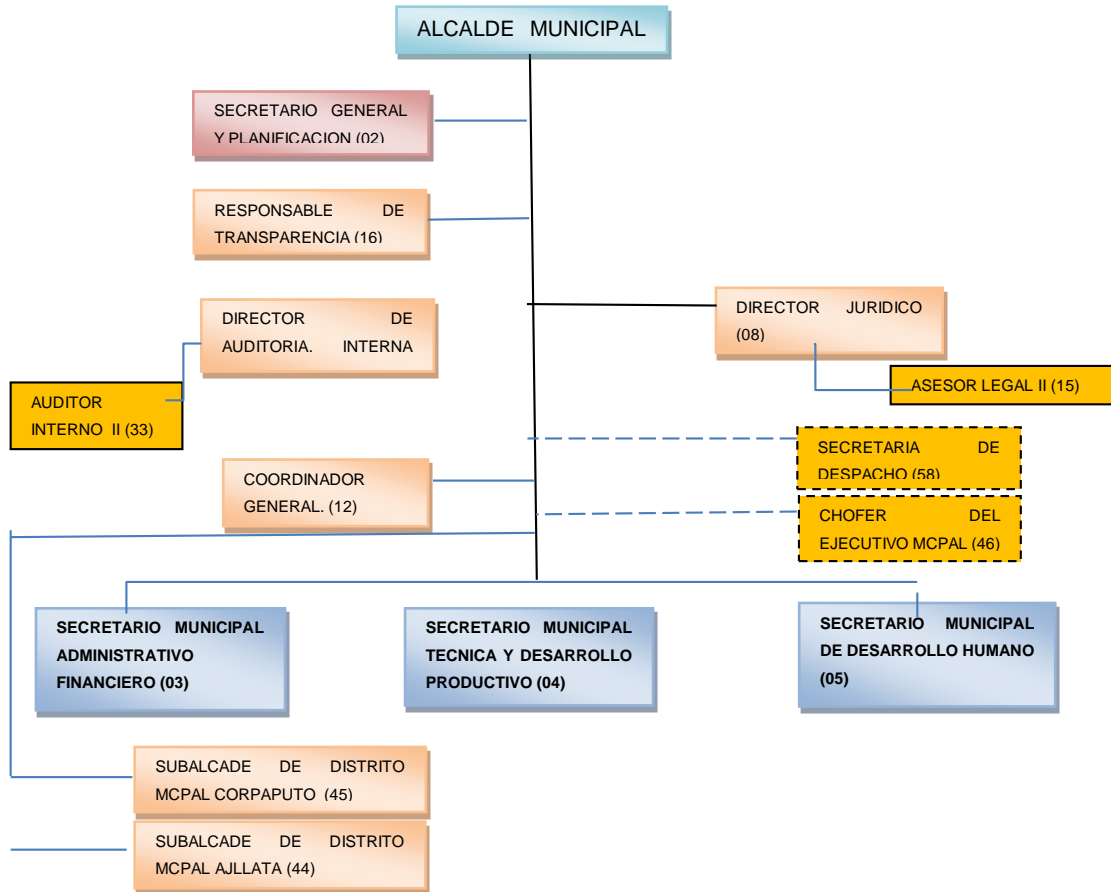 ALCALDE MUNICIPAL
SECRETARIO GENERAL
Y PLANIFICACION (02)
RESPONSABLE DE
TRANSPARENCIA (16)
DIRECTOR DE
AUDITORIA. INTERNA
DIRECTOR JURIDICO
(08)
AUDITOR
INTERNO II (33)
ASESOR LEGAL II (15)
SECRETARIA DE
DESPACHO (58)
COORDINADOR
GENERAL. (12)
CHOFER DEL
EJECUTIVO MCPAL (46)
SECRETARIO MUNICIPAL
ADMINISTRATIVO
FINANCIERO (03)
SECRETARIO MUNICIPAL
TECNICA Y DESARROLLO
PRODUCTIVO (04)
SECRETARIO MUNICIPAL
DE DESARROLLO HUMANO
(05)
SUBALCADE DE DISTRITO
MCPAL CORPAPUTO (45)
SUBALCADE DE DISTRITO
MCPAL AJLLATA (44)